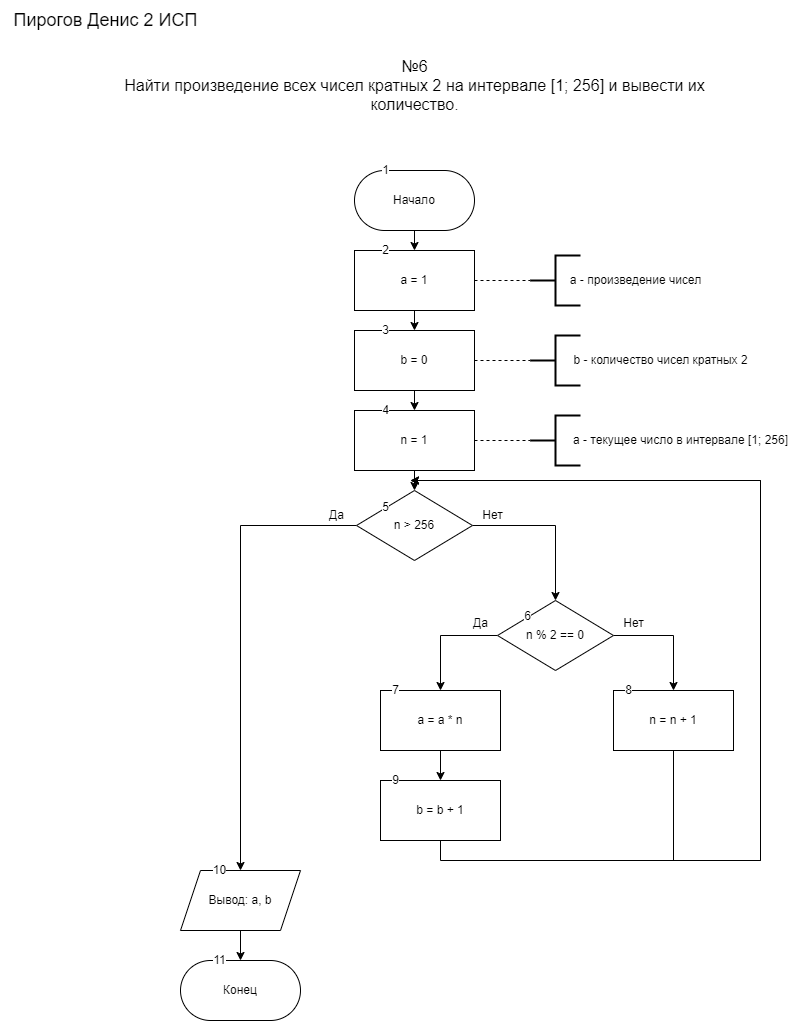 Пирогов Денис 2 ИСП
№6
Найти произведение всех чисел кратных 2 на интервале [1; 256] и вывести их
количество.
1
Начало
2
a = 1
a - произведение чисел
3
b = 0
b - количество чисел кратных 2
4
n = 1
a - текущее число в интервале [1; 256]
5
n > 256
Да
Нет
6
n % 2 == 0
Да
Нет
7
a = a * n
8
n = n + 1
9
b = b + 1
10
Вывод: a, b
11
Конец